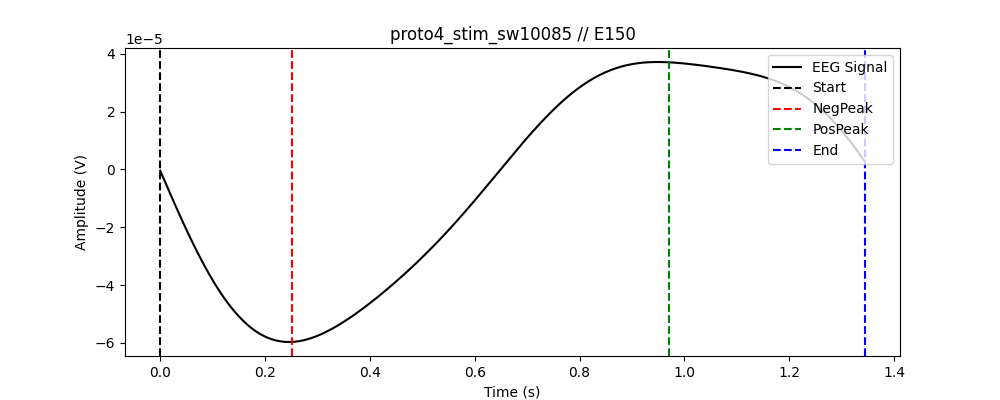 proto4_stim_sw10085 // E150
1e−5
4
2
0
−2
−4
−6
Amplitude (V)
EEG Signal
Start
NegPeak
PosPeak
End
0.0 0.2 0.4 0.6 0.8 1.0 1.2 1.4
Time (s)